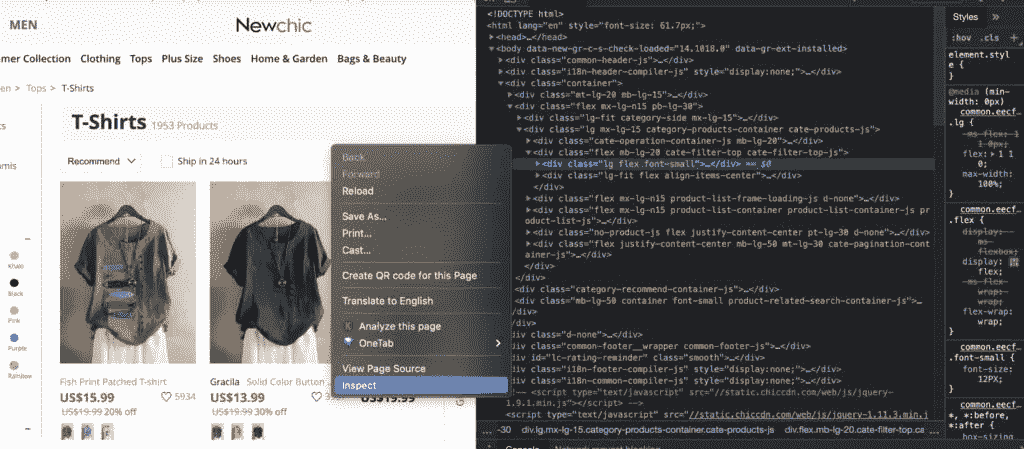 MEN
Newchic
mer Collection Clothing Tops Plus Size Shoes Home & Garden Bags & Beauty
en > Tops > T-Shirts
T-Shirts 1953 Products
Recommend
Ship in 24 hours
amis
Khaki
Black
Pink
Purple
Rainbow
Fish Print Patched T-shirt
US$15.99
5934
US$19.99 20% off
Gracila Solid Color Button
US$13.99
3
US$19.99 30% off
US$19.99
Back
Forward
Reload
Save As...
Print...
Cast...
Create QR code for this Page
Translate to English
Analyze this page
OneTab
View Page Source
Inspect
<!DOCTYPE html>
<html lang="en" style="font-size: 61.7px;">
<head>…</head>
<body data-new-gr-c-s-check-loaded="14.1018.0" data-gr-ext-installed>
<div class="common-header-js">…</div>
<div class="i18n-header-compiler-js" style="display:none;">…</div>
<div class="container">
<div class="mt-lg-20 mb-lg-15">…</div>
<div class="flex mx-n15 pb-lg-30">
<div class="lg-fit category-side mx-lg-15">…</div>
<div class="lg mx-lg-15 category-products-container cate-products-js">
<div class="cate-operation-container mb-lg-20">…</div>
<div class="flex mb-lg-20 cate-filter-top cate-filter-top-js">
<div class="lg flex font-small">…</div> == $0
<div class="lg-fit flex align-items-center">…</div>
</div>
<div class="flex mx-lg-n15 product-list-frame-loading-js d-none">…</div>
<div class="flex mx-lg-n15 product-list-container product-list-container-js pro
duct-list-js">…</div>
<div class="no-product-js flex justify-content-center pt-lg-30 d-none">…</div>
<div class="flex justify-content-center mb-lg-50 mt-lg-30 cate-pagination-cont
ainer-js">…</div>
</div>
</div>
<div class="category-recommend-container-js"></div>
<div class="mb-lg-50 container font-small product-related-search-container-js">…
</div>
/div>
div class="d-none">…</div>
div class="common-footer__wrapper common-footer-js">…</div>
div id="lc-rating-reminder" class="smooth">…</div>
div class="i18n-footer-compiler-js" style="display:none;">…</div>
div class="i18n-common-compiler-js" style="display:none;">…</div>
<!-- <script type="text/javascript" src="//static.chiccdn.com/web/js/jquery-
1.9.1.min.js"></script> -->
<script type="text/javascript" src="//static.chiccdn.com/web/js/jquery-1.11.3.min.j
-30 div.lg.mx-lg-15.category-products-container.cate-products-js div.flex.mb-lg-20.cate-filter-top.ca
Console Network request blocking
Styles
:hov .cls
element.styl
e {
}
@media (min-
width: 0px)
common.eecf…
.lg {
flex: 1 1
0;
max-width:
100%;
}
common.eecf…
.flex {
display:
flex;
flex-wrap:
wrap;
}
common.eecf…
.font-small {
font-size:
12PX;
}
common.eecf…
*, *:before,
*:after {
box-sizing